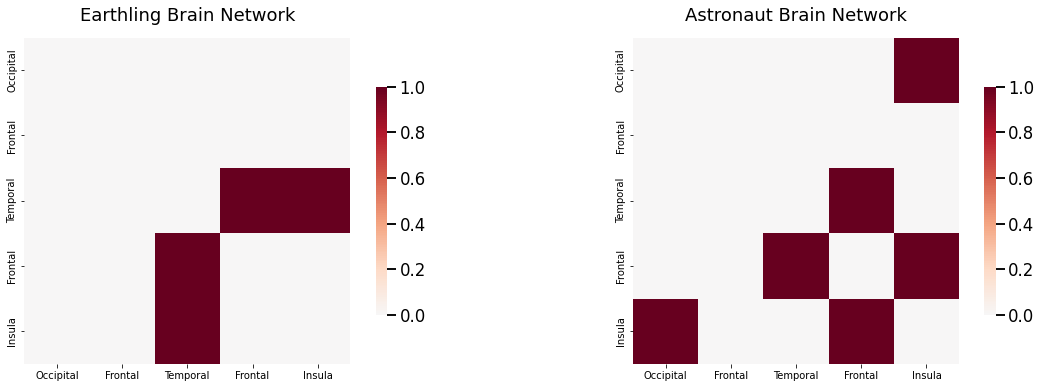 Earthling Brain Network
Occipital
Frontal
Temporal
Frontal
Insula
Occipital Frontal Temporal Frontal Insula
1.0
0.8
0.6
0.4
0.2
0.0
Astronaut Brain Network
Occipital
Frontal
Temporal
Frontal
Insula
Occipital Frontal Temporal Frontal Insula
1.0
0.8
0.6
0.4
0.2
0.0